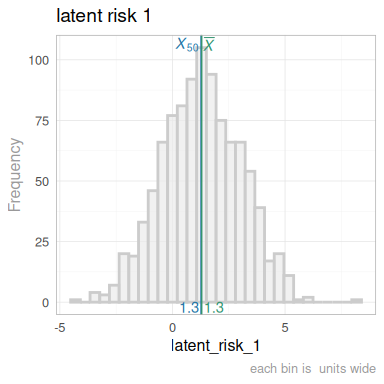 latent risk 1
X50 X̅
100
75
50
25
0
Frequency
1.3 1.3
-5 0 5
latent_risk_1
each bin is  units wide